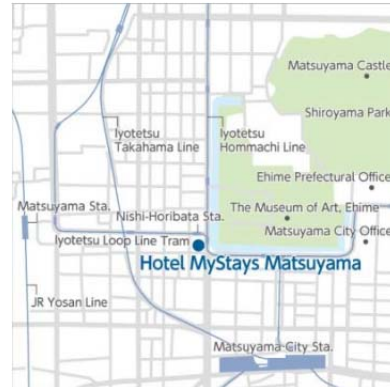 Matsuyama Castle
Shiroyama Park
Iyotetsu
Takahama Line
Iyotetsu
Hommachi Line
Ehime Prefectural Office
Matsuyama Sta.
Nishi-Horibata Sta.
The Museum of Art, Ehime
Iyotetsu Loop Line Tram
Matsuyama City Office
Hotel MyStays Matsuyama
JR Yosan Line
Matsuyama City Sta.